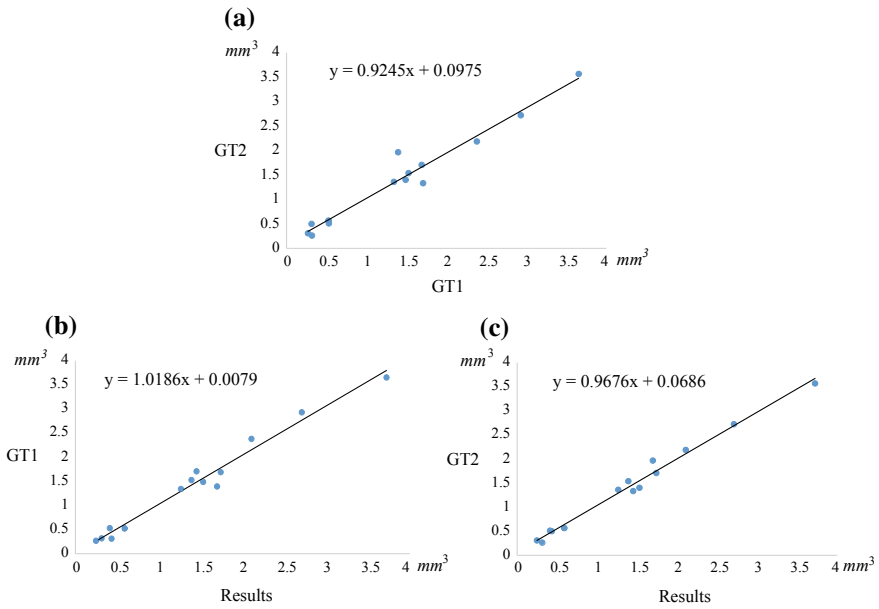 (a)
mm³
4
3.5
3
2.5
2
1.5
1
0.5
0
y = 0.9245x + 0.0975
GT2
0 0.5 1 1.5 2 2.5 3 3.5 4 mm³
GT1
(b)
mm³
4
3.5
3
2.5
2
1.5
1
0.5
0
y = 1.0186x + 0.0079
GT1
0 0.5 1 1.5 2 2.5 3 3.5 4 mm³
Results
(c)
mm³
4
3.5
3
2.5
2
1.5
1
0.5
0
y = 0.9676x + 0.0686
GT2
0 0.5 1 1.5 2 2.5 3 3.5 4 mm³
Results